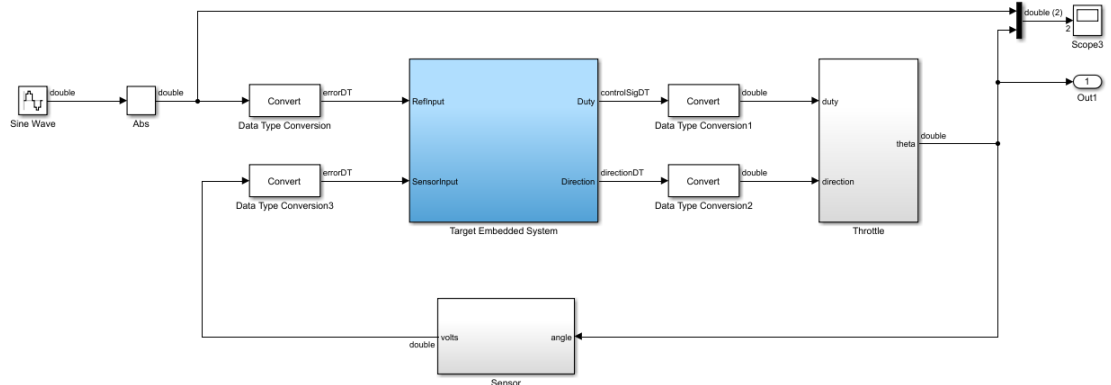 double (2)
2
Scope3
double
Sine Wave
double
Abs
Convert
errorDT
Data Type Conversion
RefInput
Duty
SensorInput
Direction
Target Embedded System
controlSigDT
Convert
double
Data Type Conversion1
duty
theta
direction
Throttle
double
1
Out1
Convert
errorDT
Data Type Conversion3
directionDT
Convert
double
Data Type Conversion2
volts
angle
double
Sensor